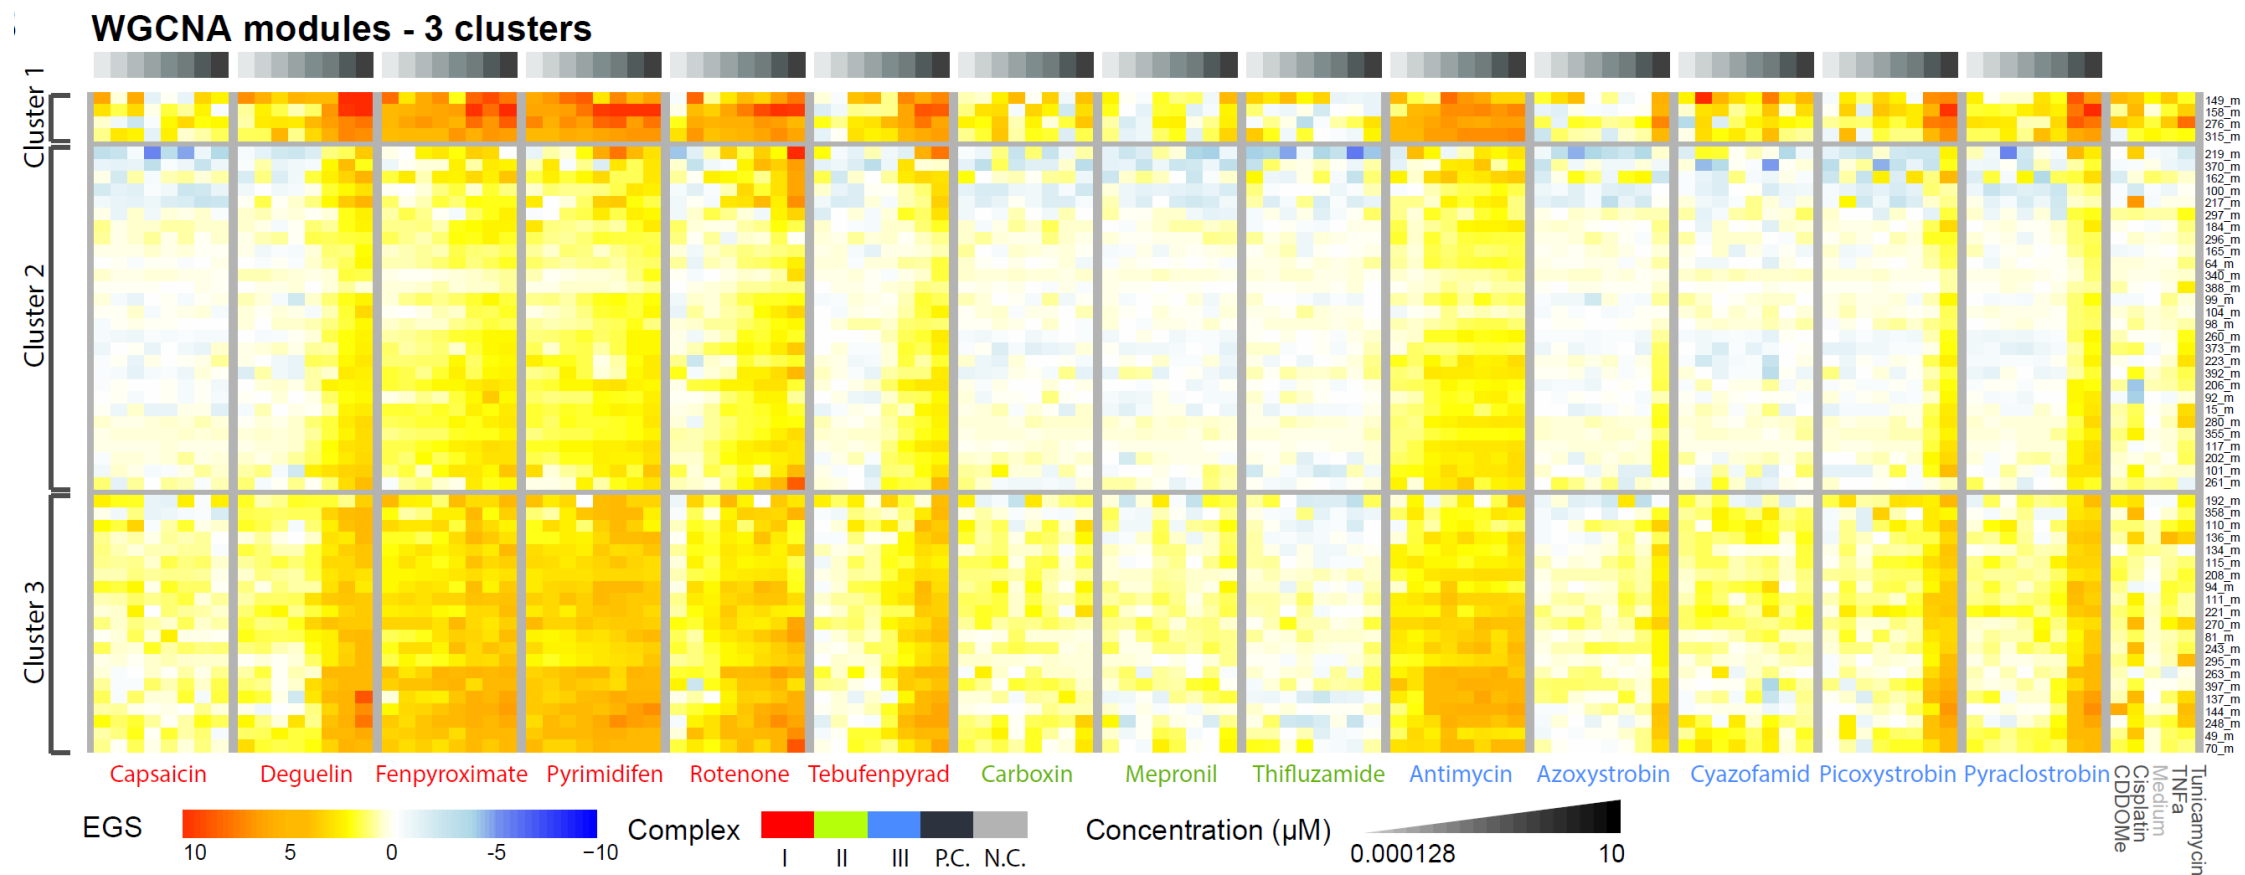 WGCNA modules - 3 clusters
Cluster 1
Cluster 2
Cluster 3
149_m
158_m
276_m
315_m
219_m
370_m
162_m
100_m
217_m
297_m
184_m
296_m
165_m
64_m
340_m
388_m
99_m
104_m
98_m
260_m
373_m
223_m
392_m
206_m
92_m
15_m
280_m
355_m
117_m
202_m
101_m
261_m
192_m
358_m
110_m
136_m
134_m
115_m
208_m
94_m
111_m
221_m
270_m
81_m
243_m
295_m
263_m
397_m
137_m
144_m
248_m
49_m
70_m
Capsaicin Deguelin Fenpyroximate Pyrimidifen Rotenone Tebufenpyrad Carboxin Mepronil Thifluzamide Antimycin Azoxystrobin Cyazofamid Picoxystrobin Pyraclostrobin
CDDOMe
Cisplatin
Medium
TNFa
Tunicamycin
EGS
10 5 0 -5 −10
Complex
I II III P.C. N.C.
Concentration (µM)
0.000128 10